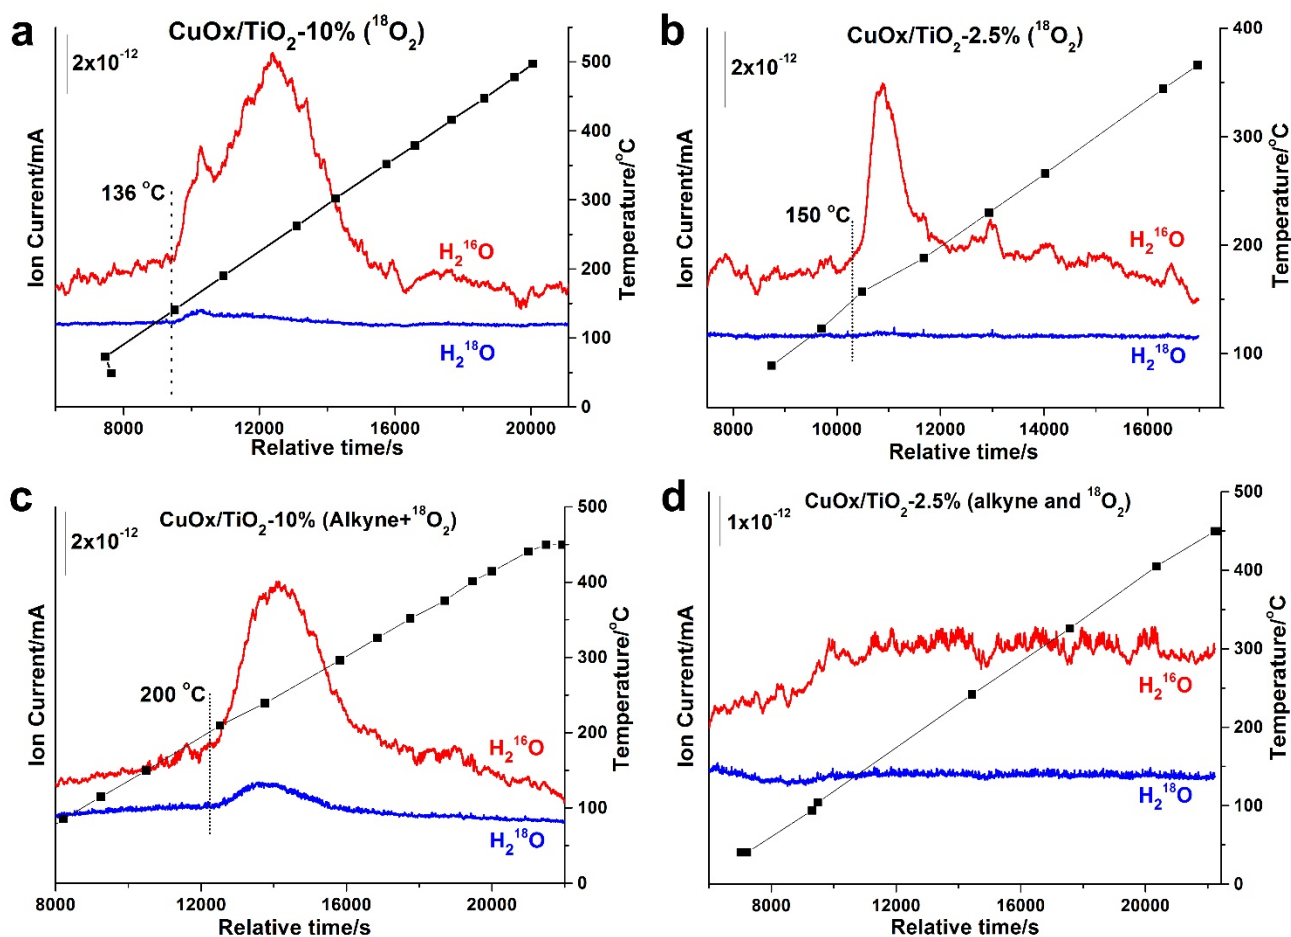 a
CuOx/TiO₂-10% (¹⁸O₂)
2x10⁻¹²
136 °C
H₂¹⁶O
H₂¹⁸O
Ion Current/mA
500
400
300
200
100
0
Temperature/°C
8000 12000 16000 20000
Relative time/s
b
CuOx/TiO₂-2.5% (¹⁸O₂)
2x10⁻¹²
150 °C
H₂¹⁶O
H₂¹⁸O
Ion Current/mA
400
300
200
100
Temperature/°C
8000 10000 12000 14000 16000
Relative time/s
c
CuOx/TiO₂-10% (Alkyne+¹⁸O₂)
2x10⁻¹²
200 °C
H₂¹⁶O
H₂¹⁸O
Ion Current/mA
500
400
300
200
100
0
Temperature/°C
8000 12000 16000 20000
Relative time/s
d
CuOx/TiO₂-2.5% (alkyne and ¹⁸O₂)
1x10⁻¹²
H₂¹⁶O
H₂¹⁸O
Ion Current/mA
500
400
300
200
100
0
Temperature/°C
8000 12000 16000 20000
Relative time/s